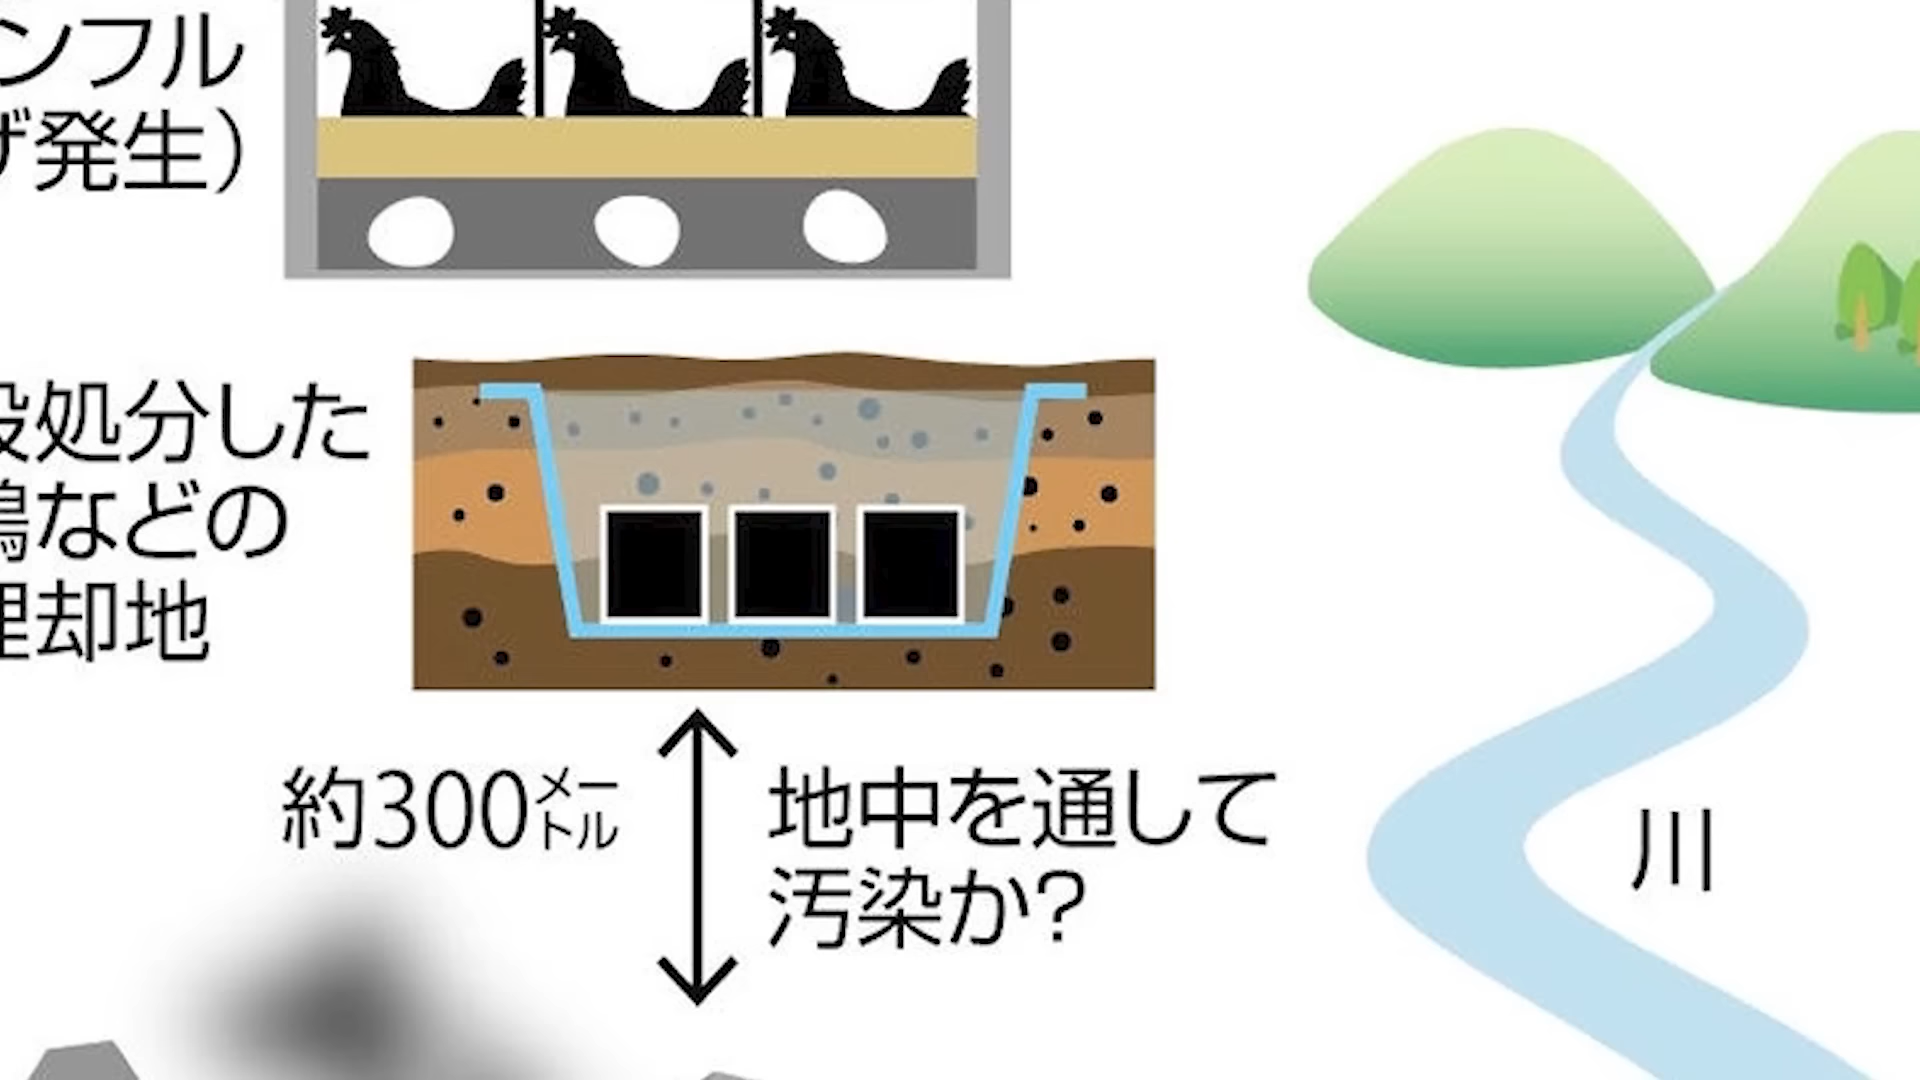 ンフル
ザ発生）
殺処分した
鶏などの
埋却地
約300メートル
地中を通して
汚染か?
川